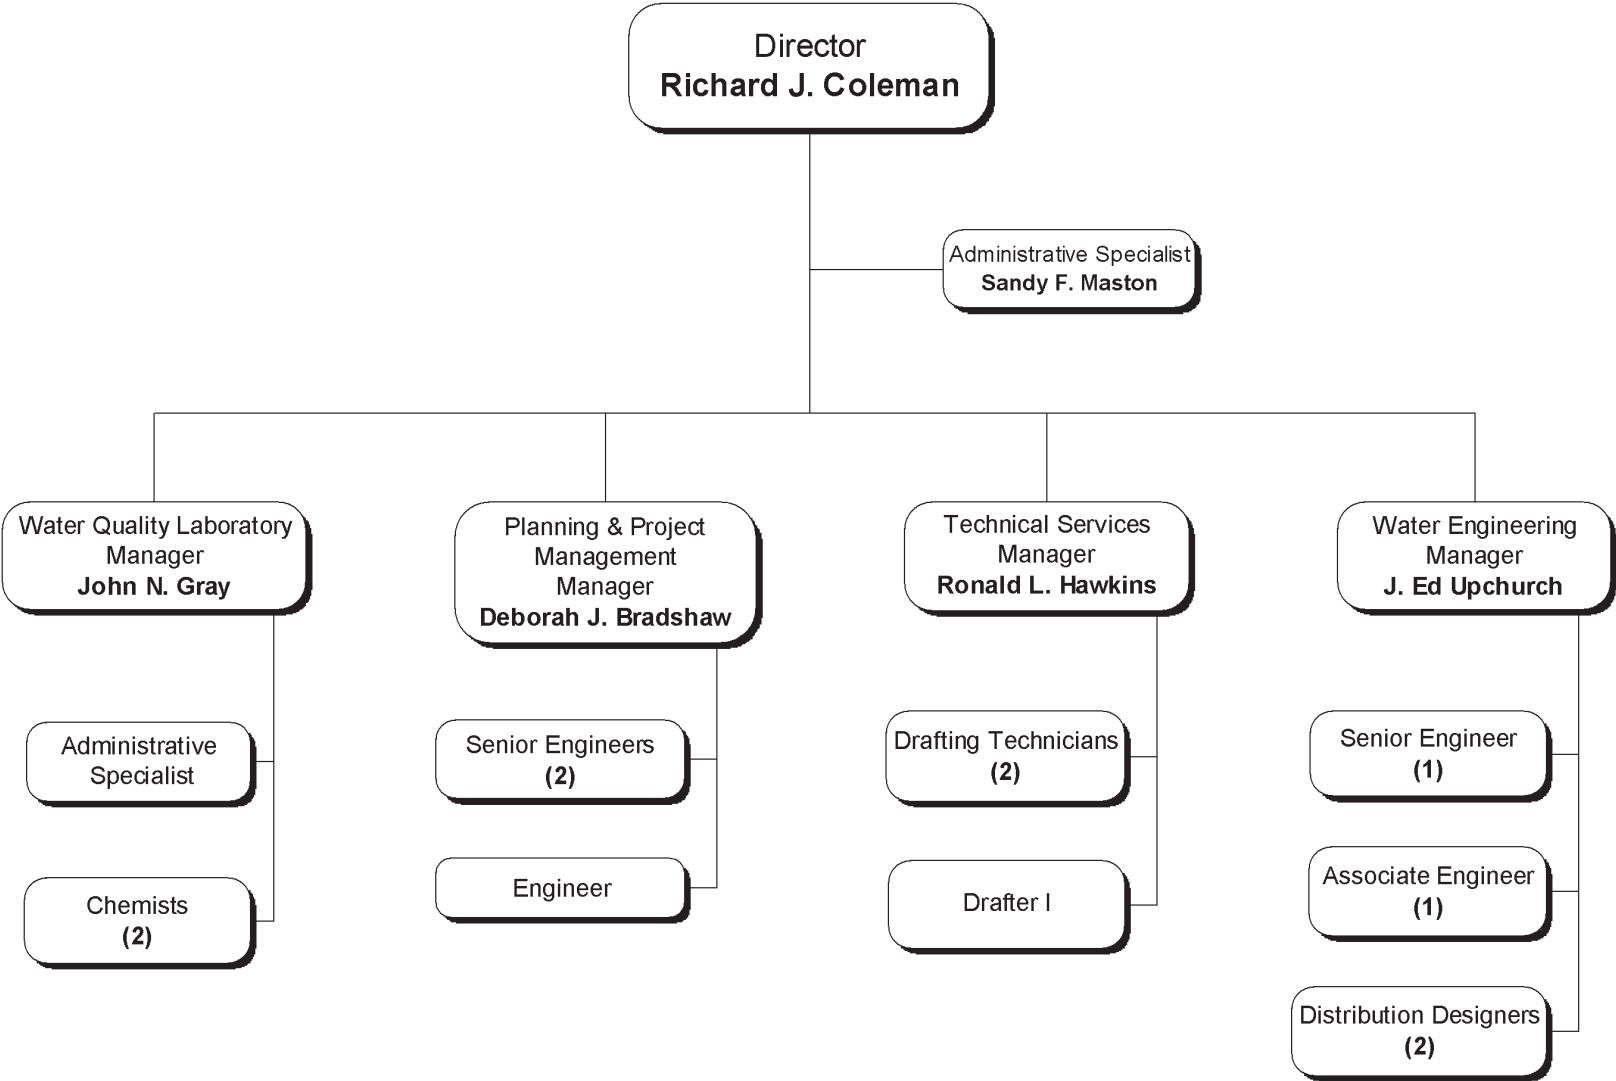 Director
Richard J. Coleman
Administrative Specialist
Sandy F. Maston
Water Quality Laboratory
Manager
John N. Gray
Planning & Project
Management
Manager
Deborah J. Bradshaw
Technical Services
Manager
Ronald L. Hawkins
Water Engineering
Manager
J. Ed Upchurch
Administrative
Specialist
Chemists
(2)
Senior Engineers
(2)
Engineer
Drafting Technicians
(2)
Drafter I
Senior Engineer
(1)
Associate Engineer
(1)
Distribution Designers
(2)